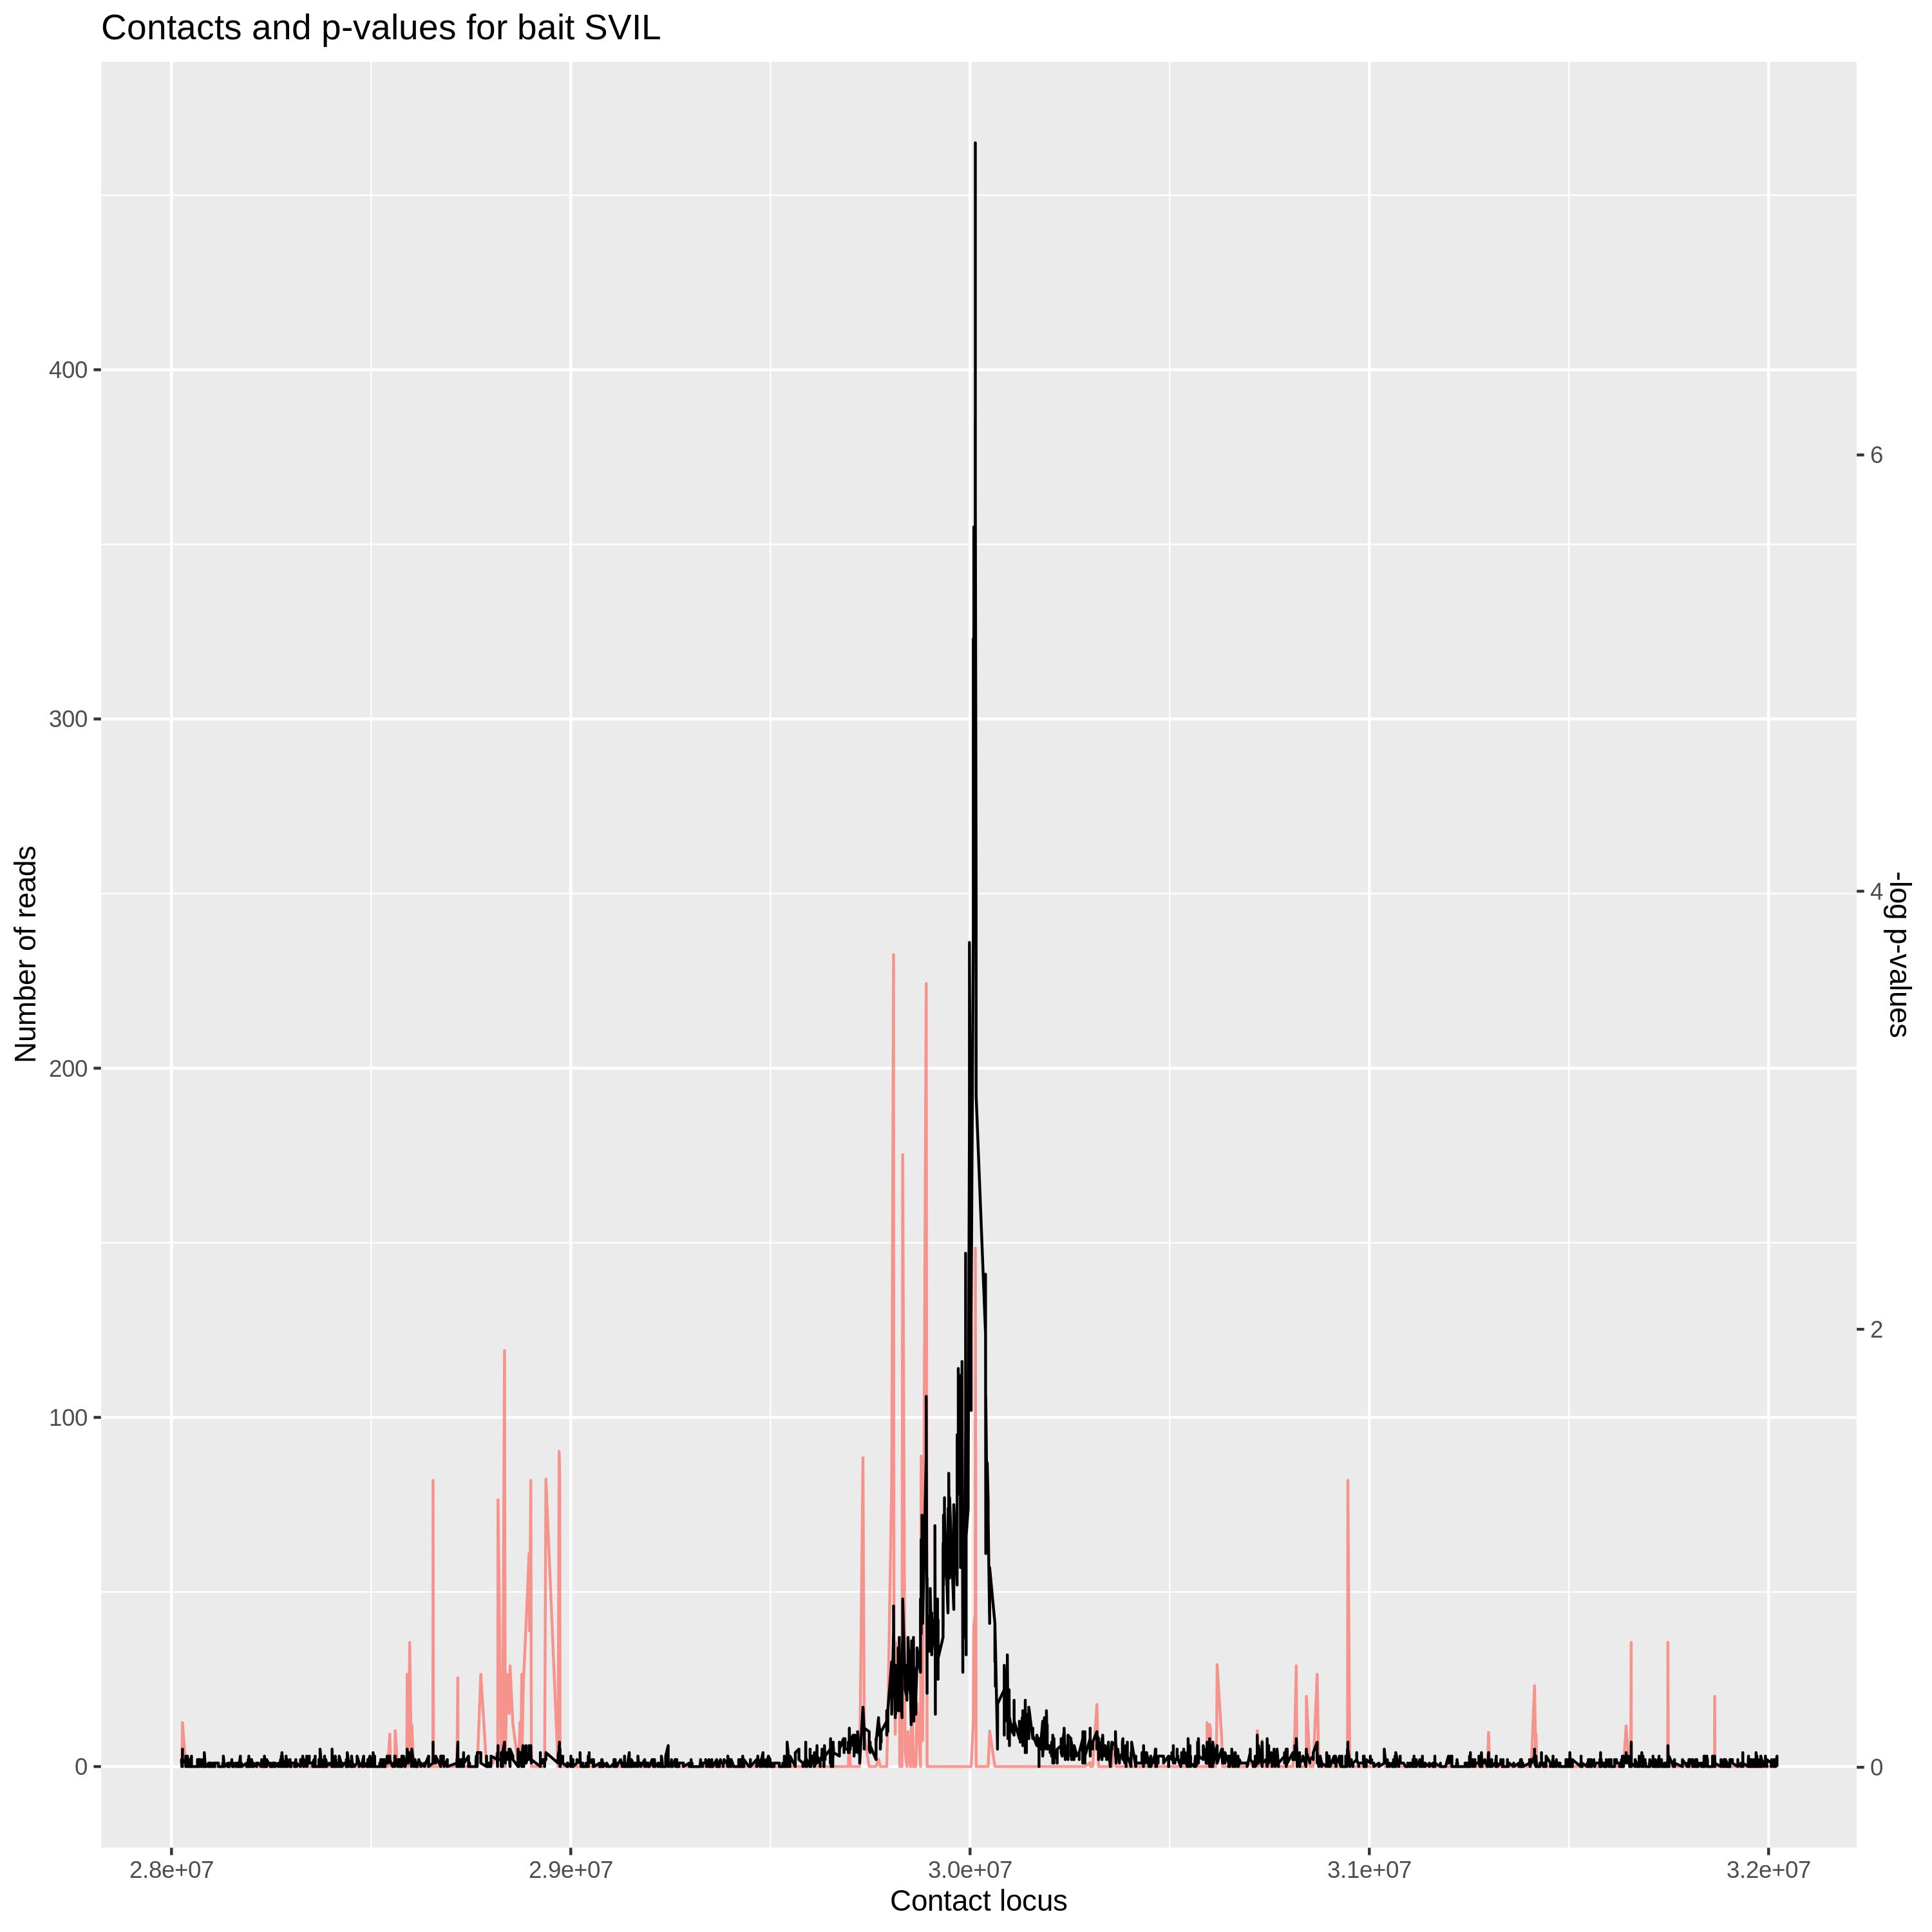 Contacts and p-values for bait SVIL
Number of reads
400
300
200
100
0
6
4
2
0
-log p-values
2.8e+07 2.9e+07 3.0e+07 3.1e+07 3.2e+07
Contact locus